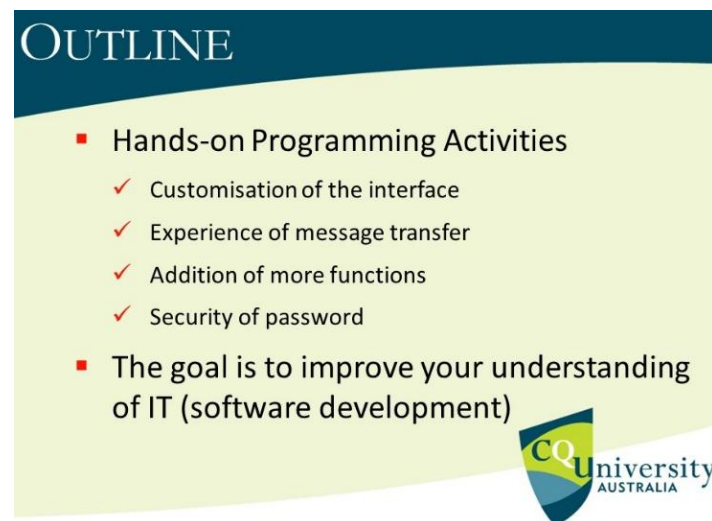 OUTLINE
Hands-on Programming Activities
Customisation of the interface
Experience of message transfer
Addition of more functions
Security of password
The goal is to improve your understanding
of IT (software development)
CQUniversity
AUSTRALIA